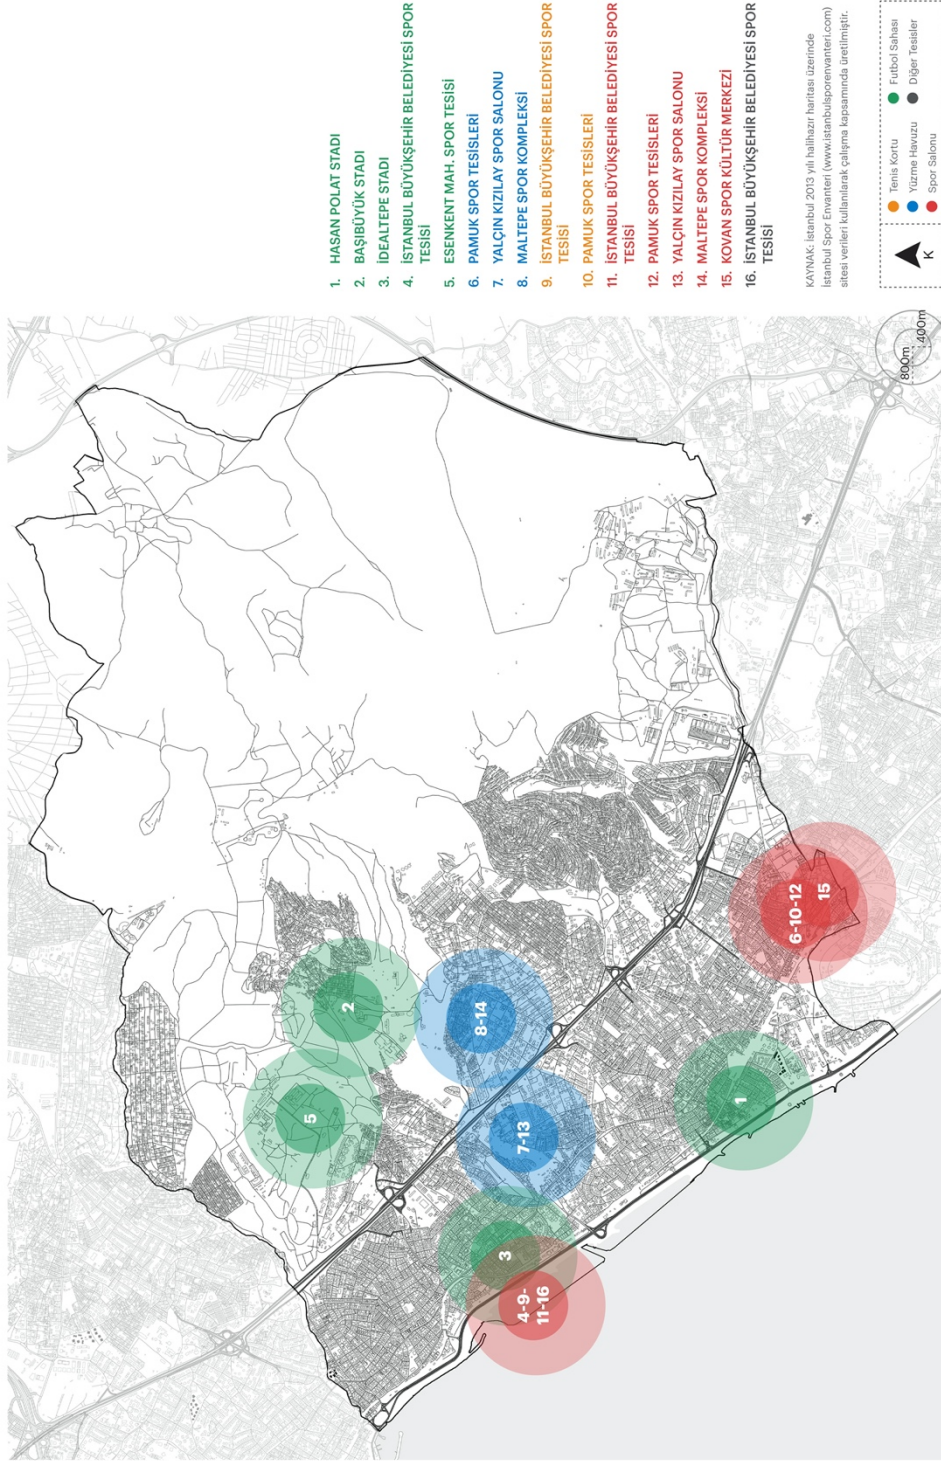 1. HASAN POLAT STADI
2. BAŞIBÜYÜK STADI
3. İDEALTEPE STADI
4. İSTANBUL BÜYÜKŞEHİR BELEDİYESİ SPOR
TESİSİ
5. ESENKENT MAH. SPOR TESİSİ
6. PAMUK SPOR TESİSLERİ
7. YALÇIN KIZILAY SPOR SALONU
8. MALTEPE SPOR KOMPLEKSİ
9. İSTANBUL BÜYÜKŞEHİR BELEDİYESİ SPOR
TESİSİ
10. PAMUK SPOR TESİSLERİ
11. İSTANBUL BÜYÜKŞEHİR BELEDİYESİ SPOR
TESİSİ
12. PAMUK SPOR TESİSLERİ
13. YALÇIN KIZILAY SPOR SALONU
14. MALTEPE SPOR KOMPLEKSİ
15. KOVAN SPOR KÜLTÜR MERKEZİ
16. İSTANBUL BÜYÜKŞEHİR BELEDİYESİ SPOR
TESİSİ
KAYNAK: İstanbul 2013 yılı halihazır haritası üzerinde
İstanbul Spor Envanteri (www.istanbulsporenvanteri.com)
sitesi verileri kullanılarak çalışma kapsamında üretilmiştir.
K
Tenis Kortu
Yüzme Havuzu
Spor Salonu
Futbol Sahası
Diğer Tesisler
800m
400m
5
2
8-14
7-13
3
4-9-
11-16
1
6-10-12
15